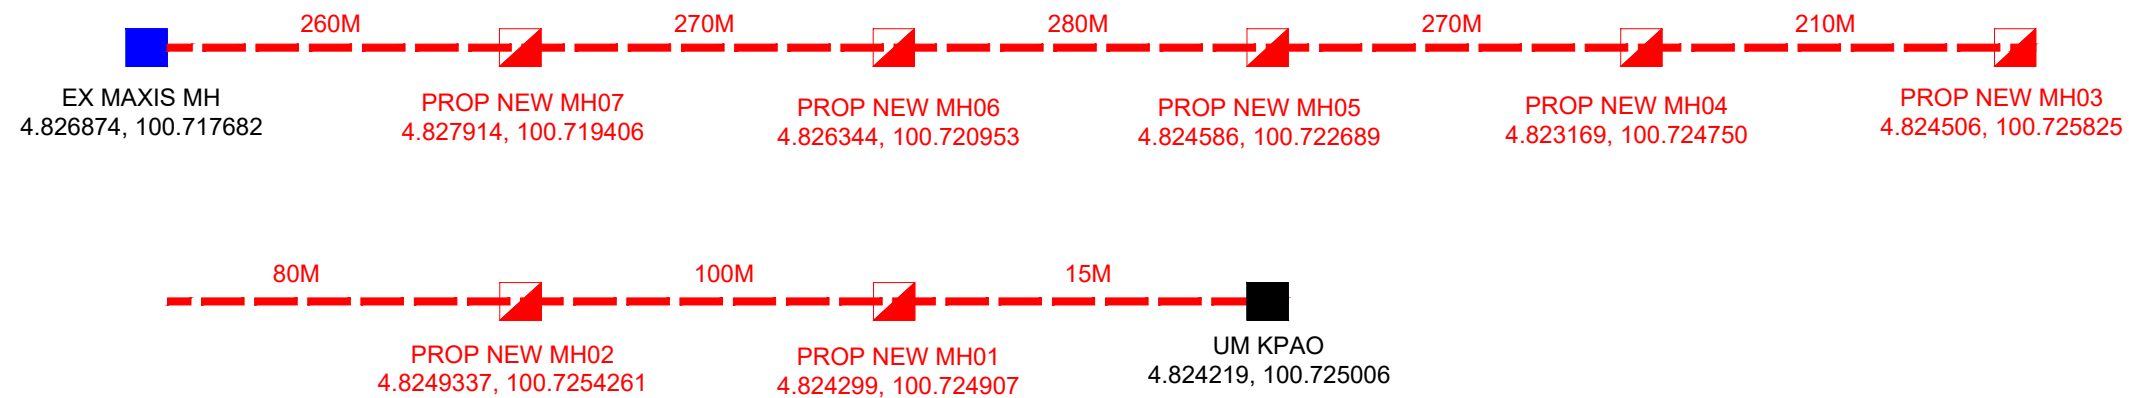 260M
270M
280M
270M
210M
EX MAXIS MH
4.826874, 100.717682
PROP NEW MH07
4.827914, 100.719406
PROP NEW MH06
4.826344, 100.720953
PROP NEW MH05
4.824586, 100.722689
PROP NEW MH04
4.823169, 100.724750
PROP NEW MH03
4.824506, 100.725825
80M
100M
15M
PROP NEW MH02
4.8249337, 100.7254261
PROP NEW MH01
4.824299, 100.724907
UM KPAO
4.824219, 100.725006